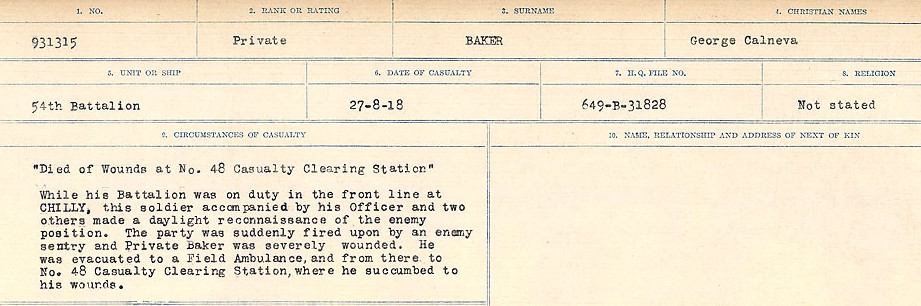 1. NO. 2. RANK OR RATING 3. SURNAME 4. CHRISTIAN NAMES
931315 Private BAKER George Calneva
5. UNIT OR SHIP 6. DATE OF CASUALTY 7. H.Q. FILE NO. 8. RELIGION
54th Battalion 27-8-18 649-B-31828 Not stated
9. CIRCUMSTANCES OF CASUALTY 10. NAME, RELATIONSHIP AND ADDRESS OF NEXT OF KIN
"Died of Wounds at No. 48 Casualty Clearing Station"
While his Battalion was on duty in the front line at
CHILLY, this soldier accompanied by his Officer and two
others made a daylight reconnaissance of the enemy
position. The party was suddenly fired upon by an enemy
sentry and Private Baker was severely wounded. He
was evacuated to a Field Ambulance, and from there to
No. 48 Casualty Clearing Station, where he succumbed to
his wounds.